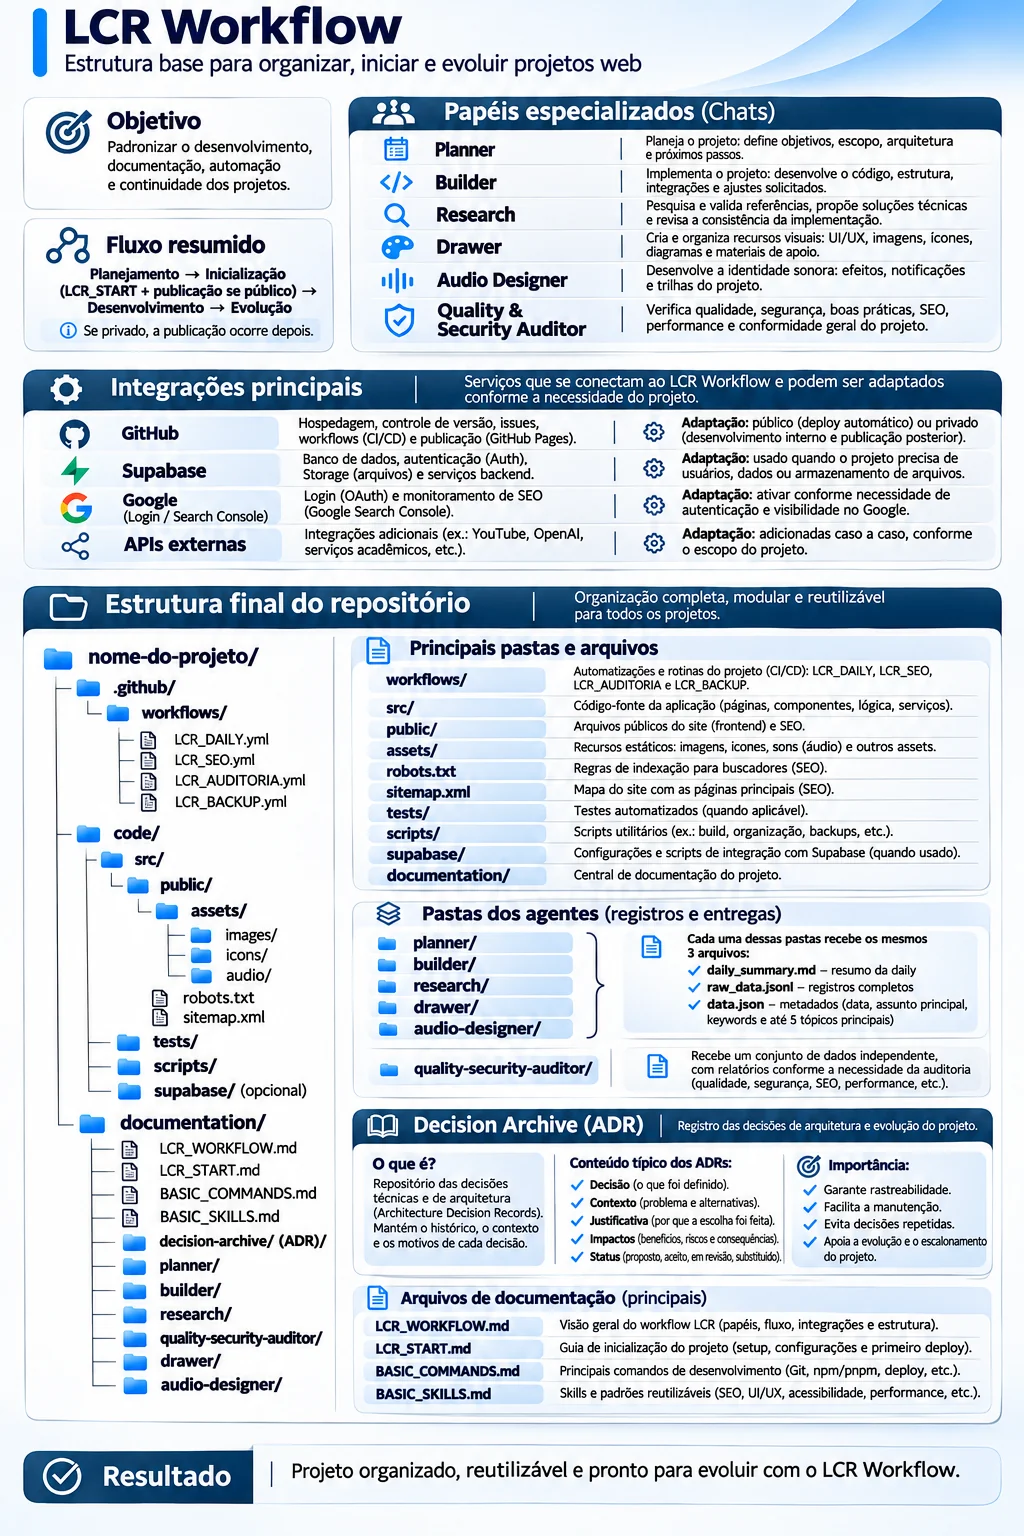 LCR Workflow
Estrutura base para organizar, iniciar e evoluir projetos web
Objetivo
Padronizar o desenvolvimento,
documentação, automação
e continuidade dos projetos.
Fluxo resumido
Planejamento → Inicialização
(LCR_START + publicação se público) →
Desenvolvimento → Evolução
Se privado, a publicação ocorre depois.
Papéis especializados (Chats)
Planner
Planeja o projeto: define objetivos, escopo, arquitetura
e próximos passos.
Builder
Implementa o projeto: desenvolve o código, estrutura,
integrações e ajustes solicitados.
Research
Pesquisa e valida referências, propõe soluções técnicas
e revisa a consistência da implementação.
Drawer
Cria e organiza recursos visuais: UI/UX, imagens, ícones,
diagramas e materiais de apoio.
Audio Designer
Desenvolve a identidade sonora: efeitos, notificações
e trilhas do projeto.
Quality &
Security Auditor
Verifica qualidade, segurança, boas práticas, SEO,
performance e conformidade geral do projeto.
Integrações principais
Serviços que se conectam ao LCR Workflow e podem ser adaptados
conforme a necessidade do projeto.
GitHub
Hospedagem, controle de versão, issues,
workflows (CI/CD) e publicação (GitHub Pages).
Adaptação: público (deploy automático) ou privado
(desenvolvimento interno e publicação posterior).
Supabase
Banco de dados, autenticação (Auth),
Storage (arquivos) e serviços backend.
Adaptação: usado quando o projeto precisa de
usuários, dados ou armazenamento de arquivos.
Google
(Login / Search Console)
Login (OAuth) e monitoramento de SEO
(Google Search Console).
Adaptação: ativar conforme necessidade de
autenticação e visibilidade no Google.
APIs externas
Integrações adicionais (ex.: YouTube, OpenAI,
serviços acadêmicos, etc.).
Adaptação: adicionadas caso a caso, conforme
o escopo do projeto.
Estrutura final do repositório
Organização completa, modular e reutilizável
para todos os projetos.
nome-do-projeto/
.github/
workflows/
LCR_DAILY.yml
LCR_SEO.yml
LCR_AUDITORIA.yml
LCR_BACKUP.yml
code/
src/
public/
assets/
images/
icons/
audio/
robots.txt
sitemap.xml
tests/
scripts/
supabase/ (opcional)
documentation/
LCR_WORKFLOW.md
LCR_START.md
BASIC_COMMANDS.md
BASIC_SKILLS.md
decision-archive/ (ADR)/
planner/
builder/
research/
quality-security-auditor/
drawer/
audio-designer/
Principais pastas e arquivos
workflows/
Automatizações e rotinas do projeto (CI/CD): LCR_DAILY, LCR_SEO,
LCR_AUDITORIA e LCR_BACKUP.
src/
Código-fonte da aplicação (páginas, componentes, lógica, serviços).
public/
Arquivos públicos do site (frontend) e SEO.
assets/
Recursos estáticos: imagens, icones, sons (áudio) e outros assets.
robots.txt
Regras de indexação para buscadores (SEO).
sitemap.xml
Mapa do site com as páginas principais (SEO).
tests/
Testes automatizados (quando aplicável).
scripts/
Scripts utilitários (ex.: build, organização, backups, etc.).
supabase/
Configurações e scripts de integração com Supabase (quando usado).
documentation/
Central de documentação do projeto.
Pastas dos agentes (registros e entregas)
planner/
builder/
research/
drawer/
audio-designer/
Cada uma dessas pastas recebe os mesmos
3 arquivos:
daily_summary.md – resumo da daily
raw_data.jsonl – registros completos
data.json – metadados (data, assunto principal,
keywords e até 5 tópicos principais)
quality-security-auditor/
Recebe um conjunto de dados independente,
com relatórios conforme a necessidade da auditoria
(qualidade, segurança, SEO, performance, etc.).
Decision Archive (ADR)
Registro das decisões de arquitetura e evolução do projeto.
O que é?
Repositório das decisões
técnicas e de arquitetura
(Architecture Decision Records).
Mantém o histórico, o contexto
e os motivos de cada decisão.
Conteúdo típico dos ADRs:
Decisão (o que foi definido).
Contexto (problema e alternativas).
Justificativa (por que a escolha foi feita).
Impactos (benefícios, riscos e consequências).
Status (proposto, aceito, em revisão, substituído).
Importância:
Garante rastreabilidade.
Facilita a manutenção.
Evita decisões repetidas.
Apoia a evolução e o escalonamento
do projeto.
Arquivos de documentação (principais)
LCR_WORKFLOW.md
Visão geral do workflow LCR (papéis, fluxo, integrações e estrutura).
LCR_START.md
Guia de inicialização do projeto (setup, configurações e primeiro deploy).
BASIC_COMMANDS.md
Principais comandos de desenvolvimento (Git, npm/pnpm, deploy, etc.).
BASIC_SKILLS.md
Skills e padrões reutilizáveis (SEO, UI/UX, acessibilidade, performance, etc.).
Resultado
Projeto organizado, reutilizável e pronto para evoluir com o LCR Workflow.